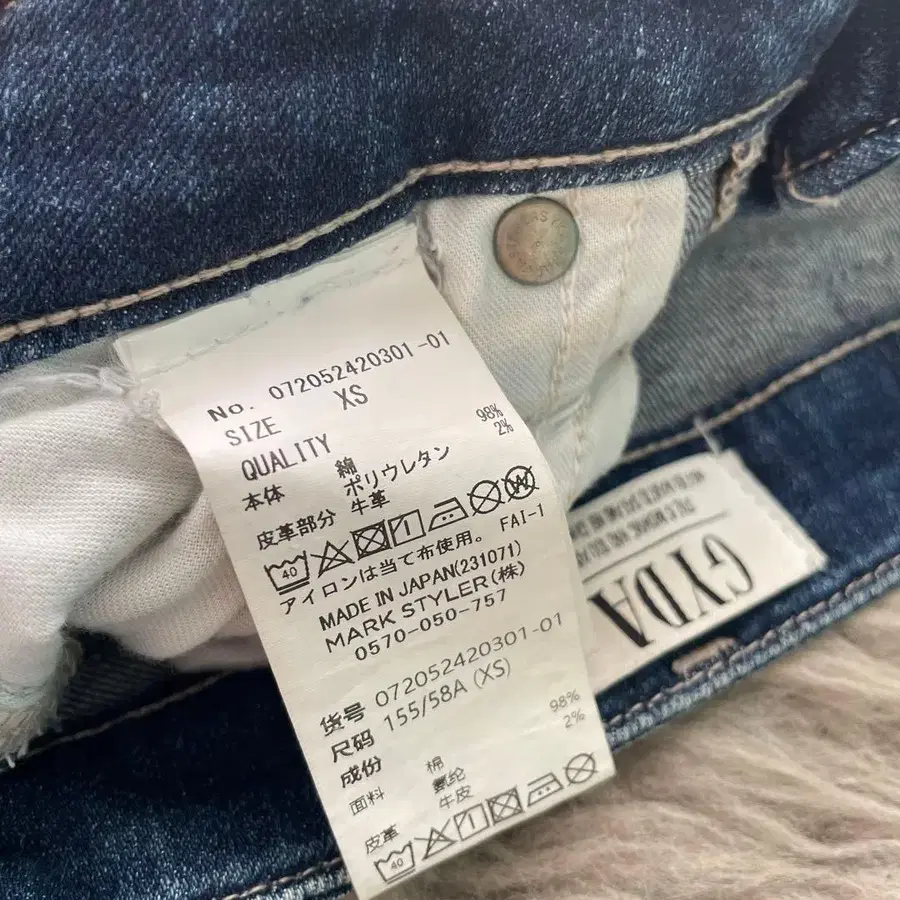 No. 072052420301-01
SIZE XS
QUALITY
本体 綿 98%
ポリウレタン 2%
皮革部分 牛革
40
アイロンは当て布使用。 FAI-1
MADE IN JAPAN(231071)
MARK STYLER(株)
0570-050-757
货号 072052420301-01
尺码 155/58A (XS)
成份
面料 棉 98%
氨纶 2%
皮革 牛皮
40
GYDA